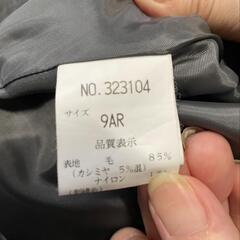 NO.323104
サイズ
9AR
品質表示
表地 毛 85%
(カシミヤ 5%混)
ナイロン